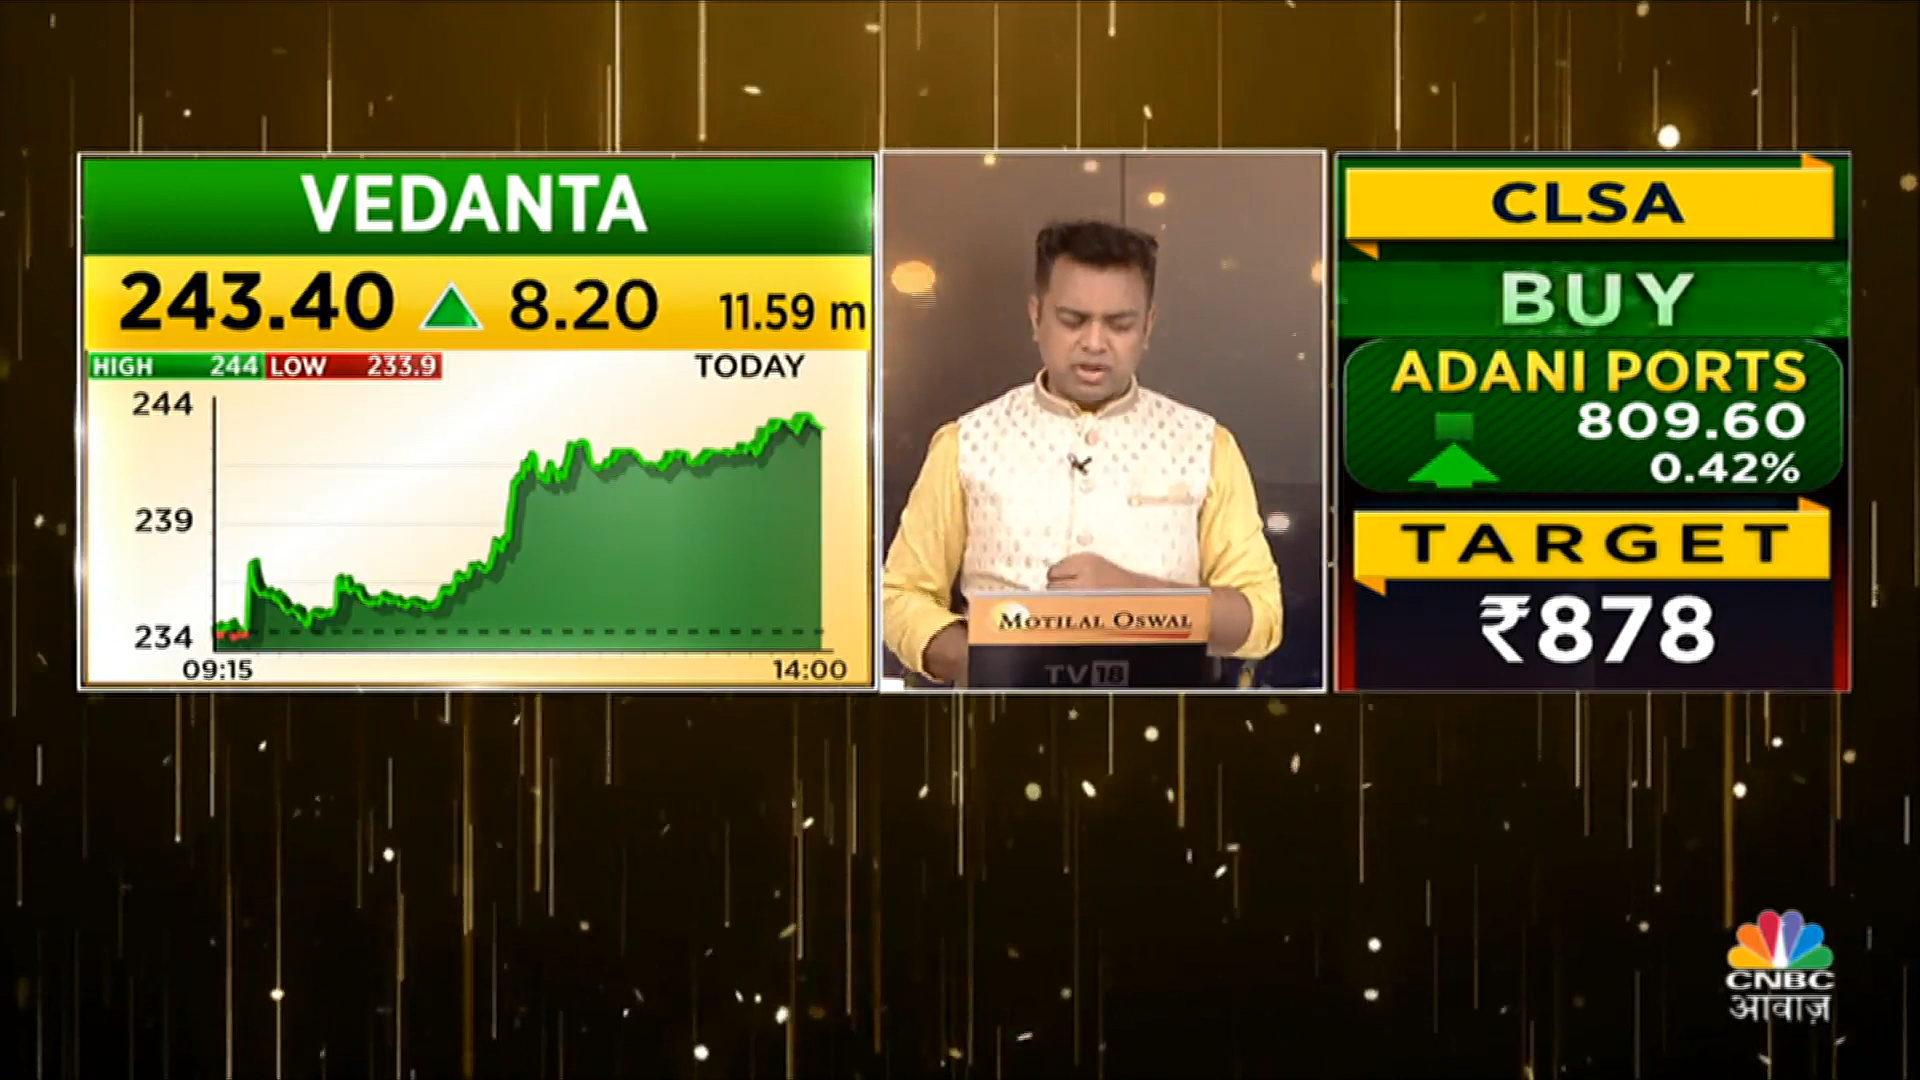 VEDANTA
243.40 8.20 11.59 m
HIGH 244 LOW 233.9 TODAY
244
239
234
09:15 14:00
MOTILAL OSWAL
TV18
CLSA
BUY
ADANI PORTS
809.60
0.42%
TARGET
₹878
CNBC
आवाज़